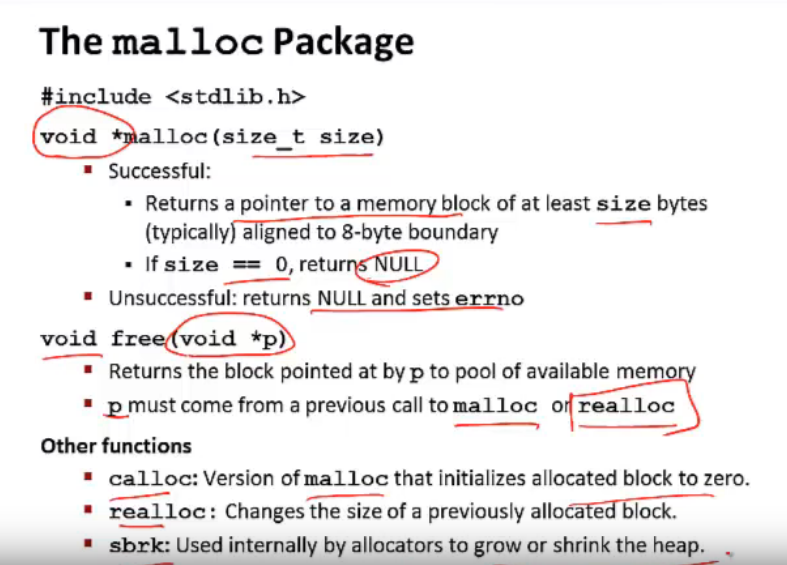 The malloc Package
#include <stdlib.h>
void *malloc(size_t size)
▪ Successful:
▪ Returns a pointer to a memory block of at least size bytes
(typically) aligned to 8-byte boundary
▪ If size == 0, returns NULL
▪ Unsuccessful: returns NULL and sets errno
void free(void *p)
▪ Returns the block pointed at by p to pool of available memory
▪ p must come from a previous call to malloc or realloc
Other functions
▪ calloc: Version of malloc that initializes allocated block to zero.
▪ realloc: Changes the size of a previously allocated block.
▪ sbrk: Used internally by allocators to grow or shrink the heap.